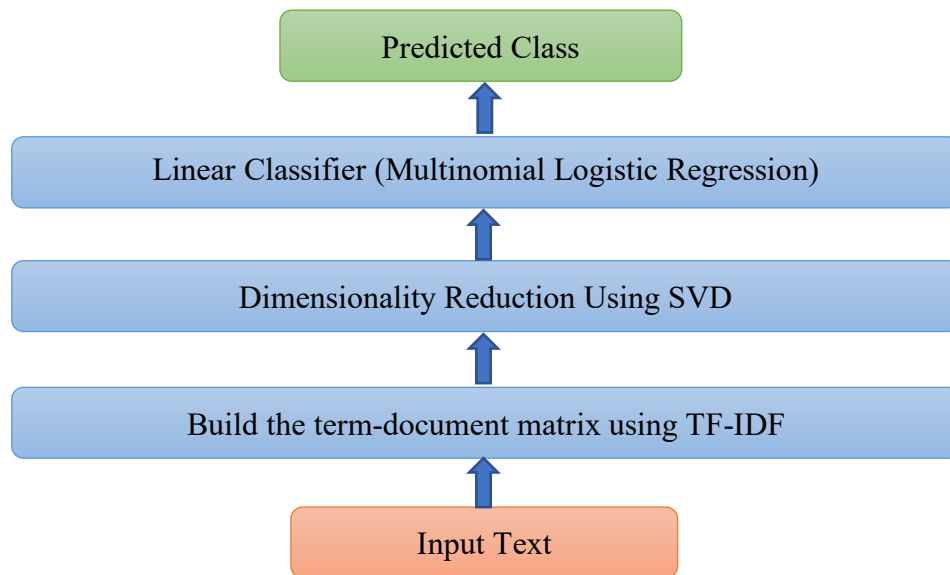 Predicted Class
Linear Classifier (Multinomial Logistic Regression)
Dimensionality Reduction Using SVD
Build the term-document matrix using TF-IDF
Input Text